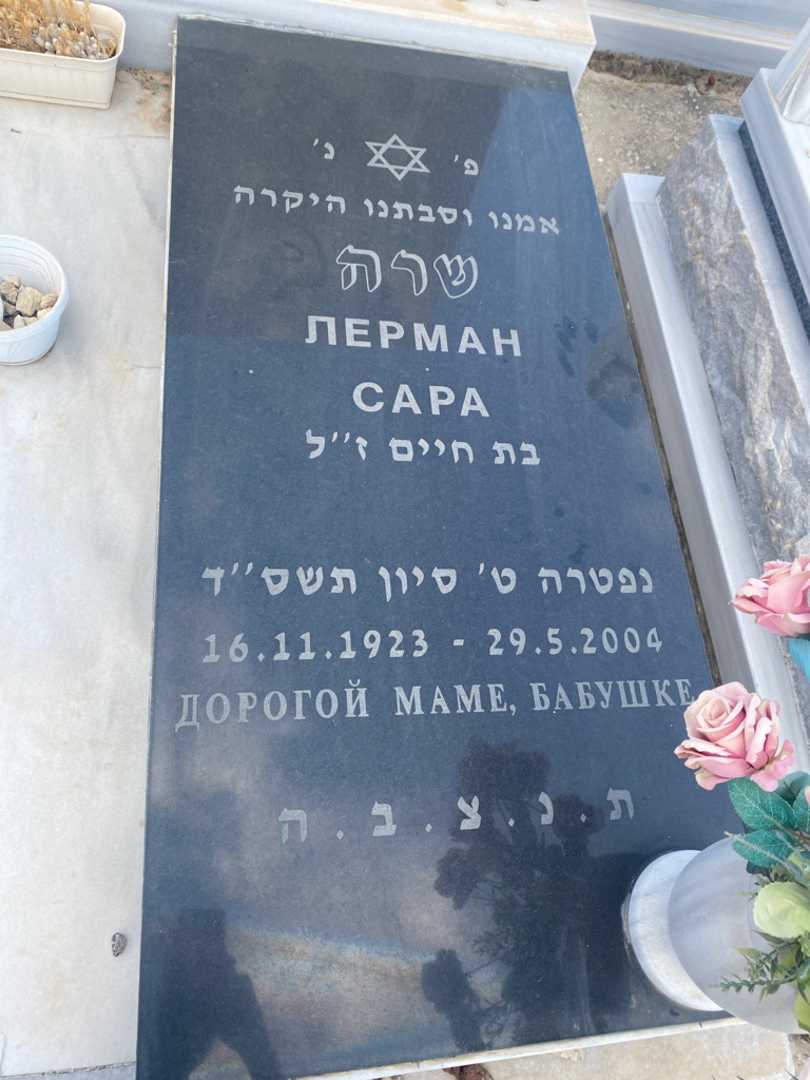 פ' נ'
אמנו וסבתנו היקרה
שרה
ЛЕРМАН
САРА
בת חיים ז''ל
נפטרה ט' סיון תשס''ד
16.11.1923 - 29.5.2004
ДОРОГОЙ МАМЕ, БАБУШКЕ
ת . נ . צ . ב . ה